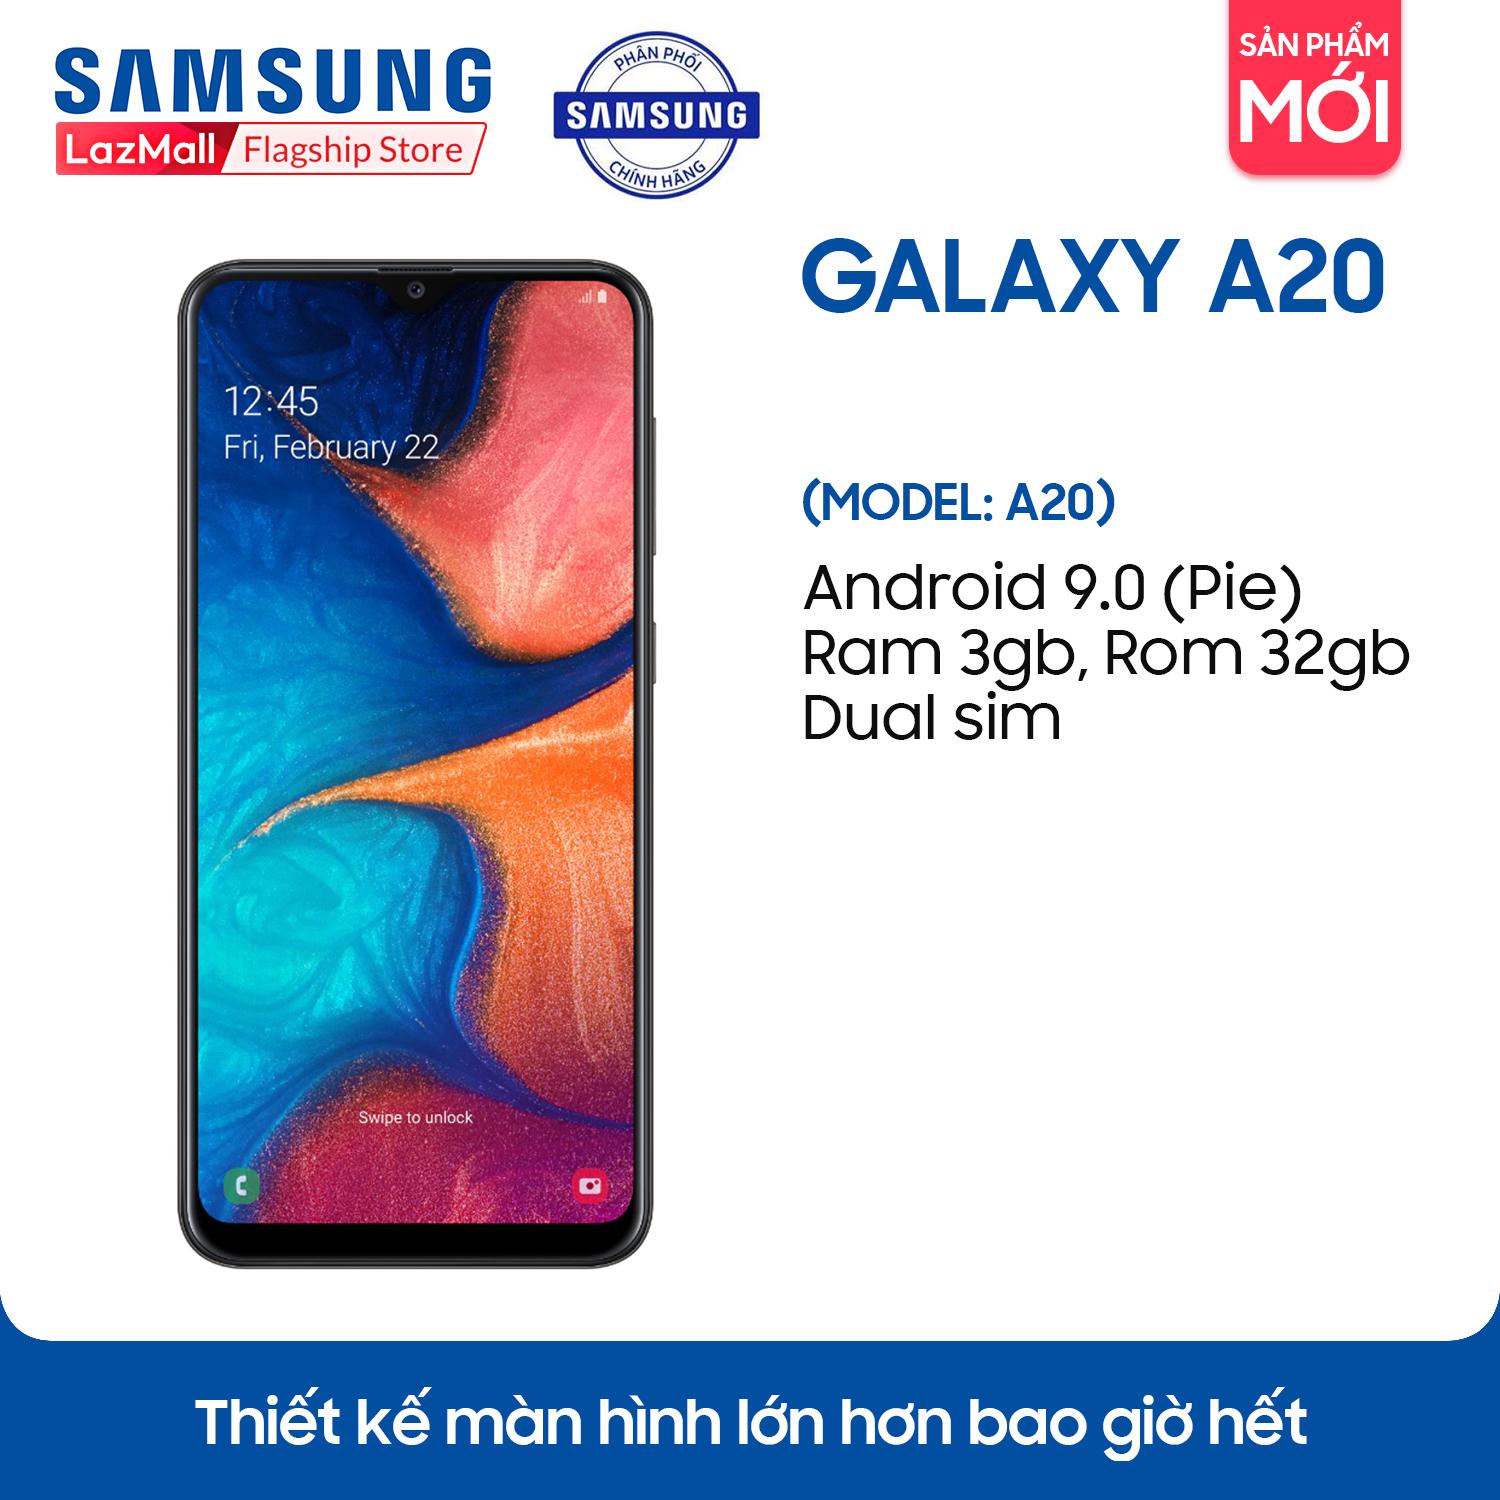 SAMSUNG
LazMall Flagship Store
PHÂN PHỐI
SAMSUNG
CHÍNH HÃNG
SẢN PHẨM
MỚI
GALAXY A20
12:45
Fri, February 22
(MODEL: A20)
Android 9.0 (Pie)
Ram 3gb, Rom 32gb
Dual sim
Swipe to unlock
Thiết kế màn hình lớn hơn bao giờ hết